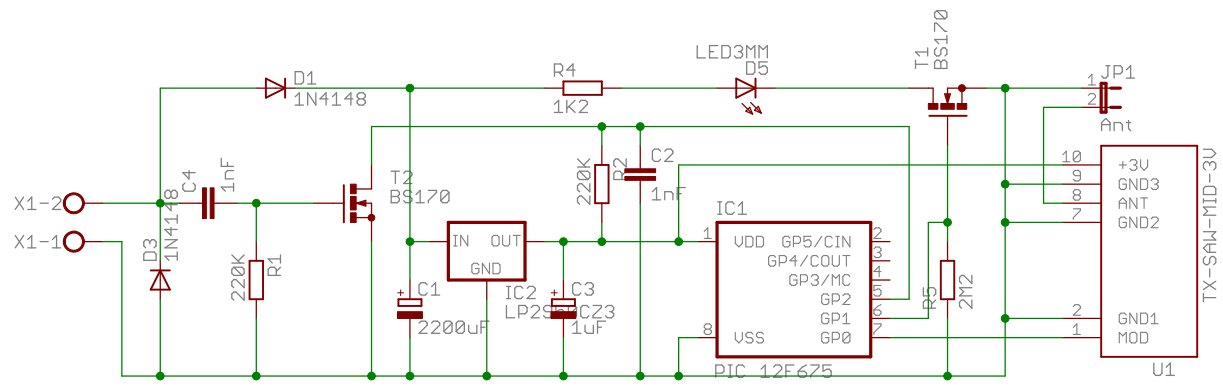 LED3MM
D5
T1
BS170
D1
1N4148
R4
1K2
JP1
1
2
Ant
C4
1nF
T2
BS170
220K
R2
C2
1nF
10
+3V
9
GND3
8
ANT
7
GND2
2
GND1
1
MOD
TX-SAW-MID-3V
U1
X1-2
X1-1
D3
1N4148
220K
R1
IN
OUT
GND
IC2
LP2950CZ3
+
C1
2200uF
+
C3
1uF
IC1
1
VDD
GP5/CIN
2
GP4/COUT
3
GP3/MC
4
GP2
5
GP1
6
8
VSS
GP0
7
PIC 12F675
R5
2M2